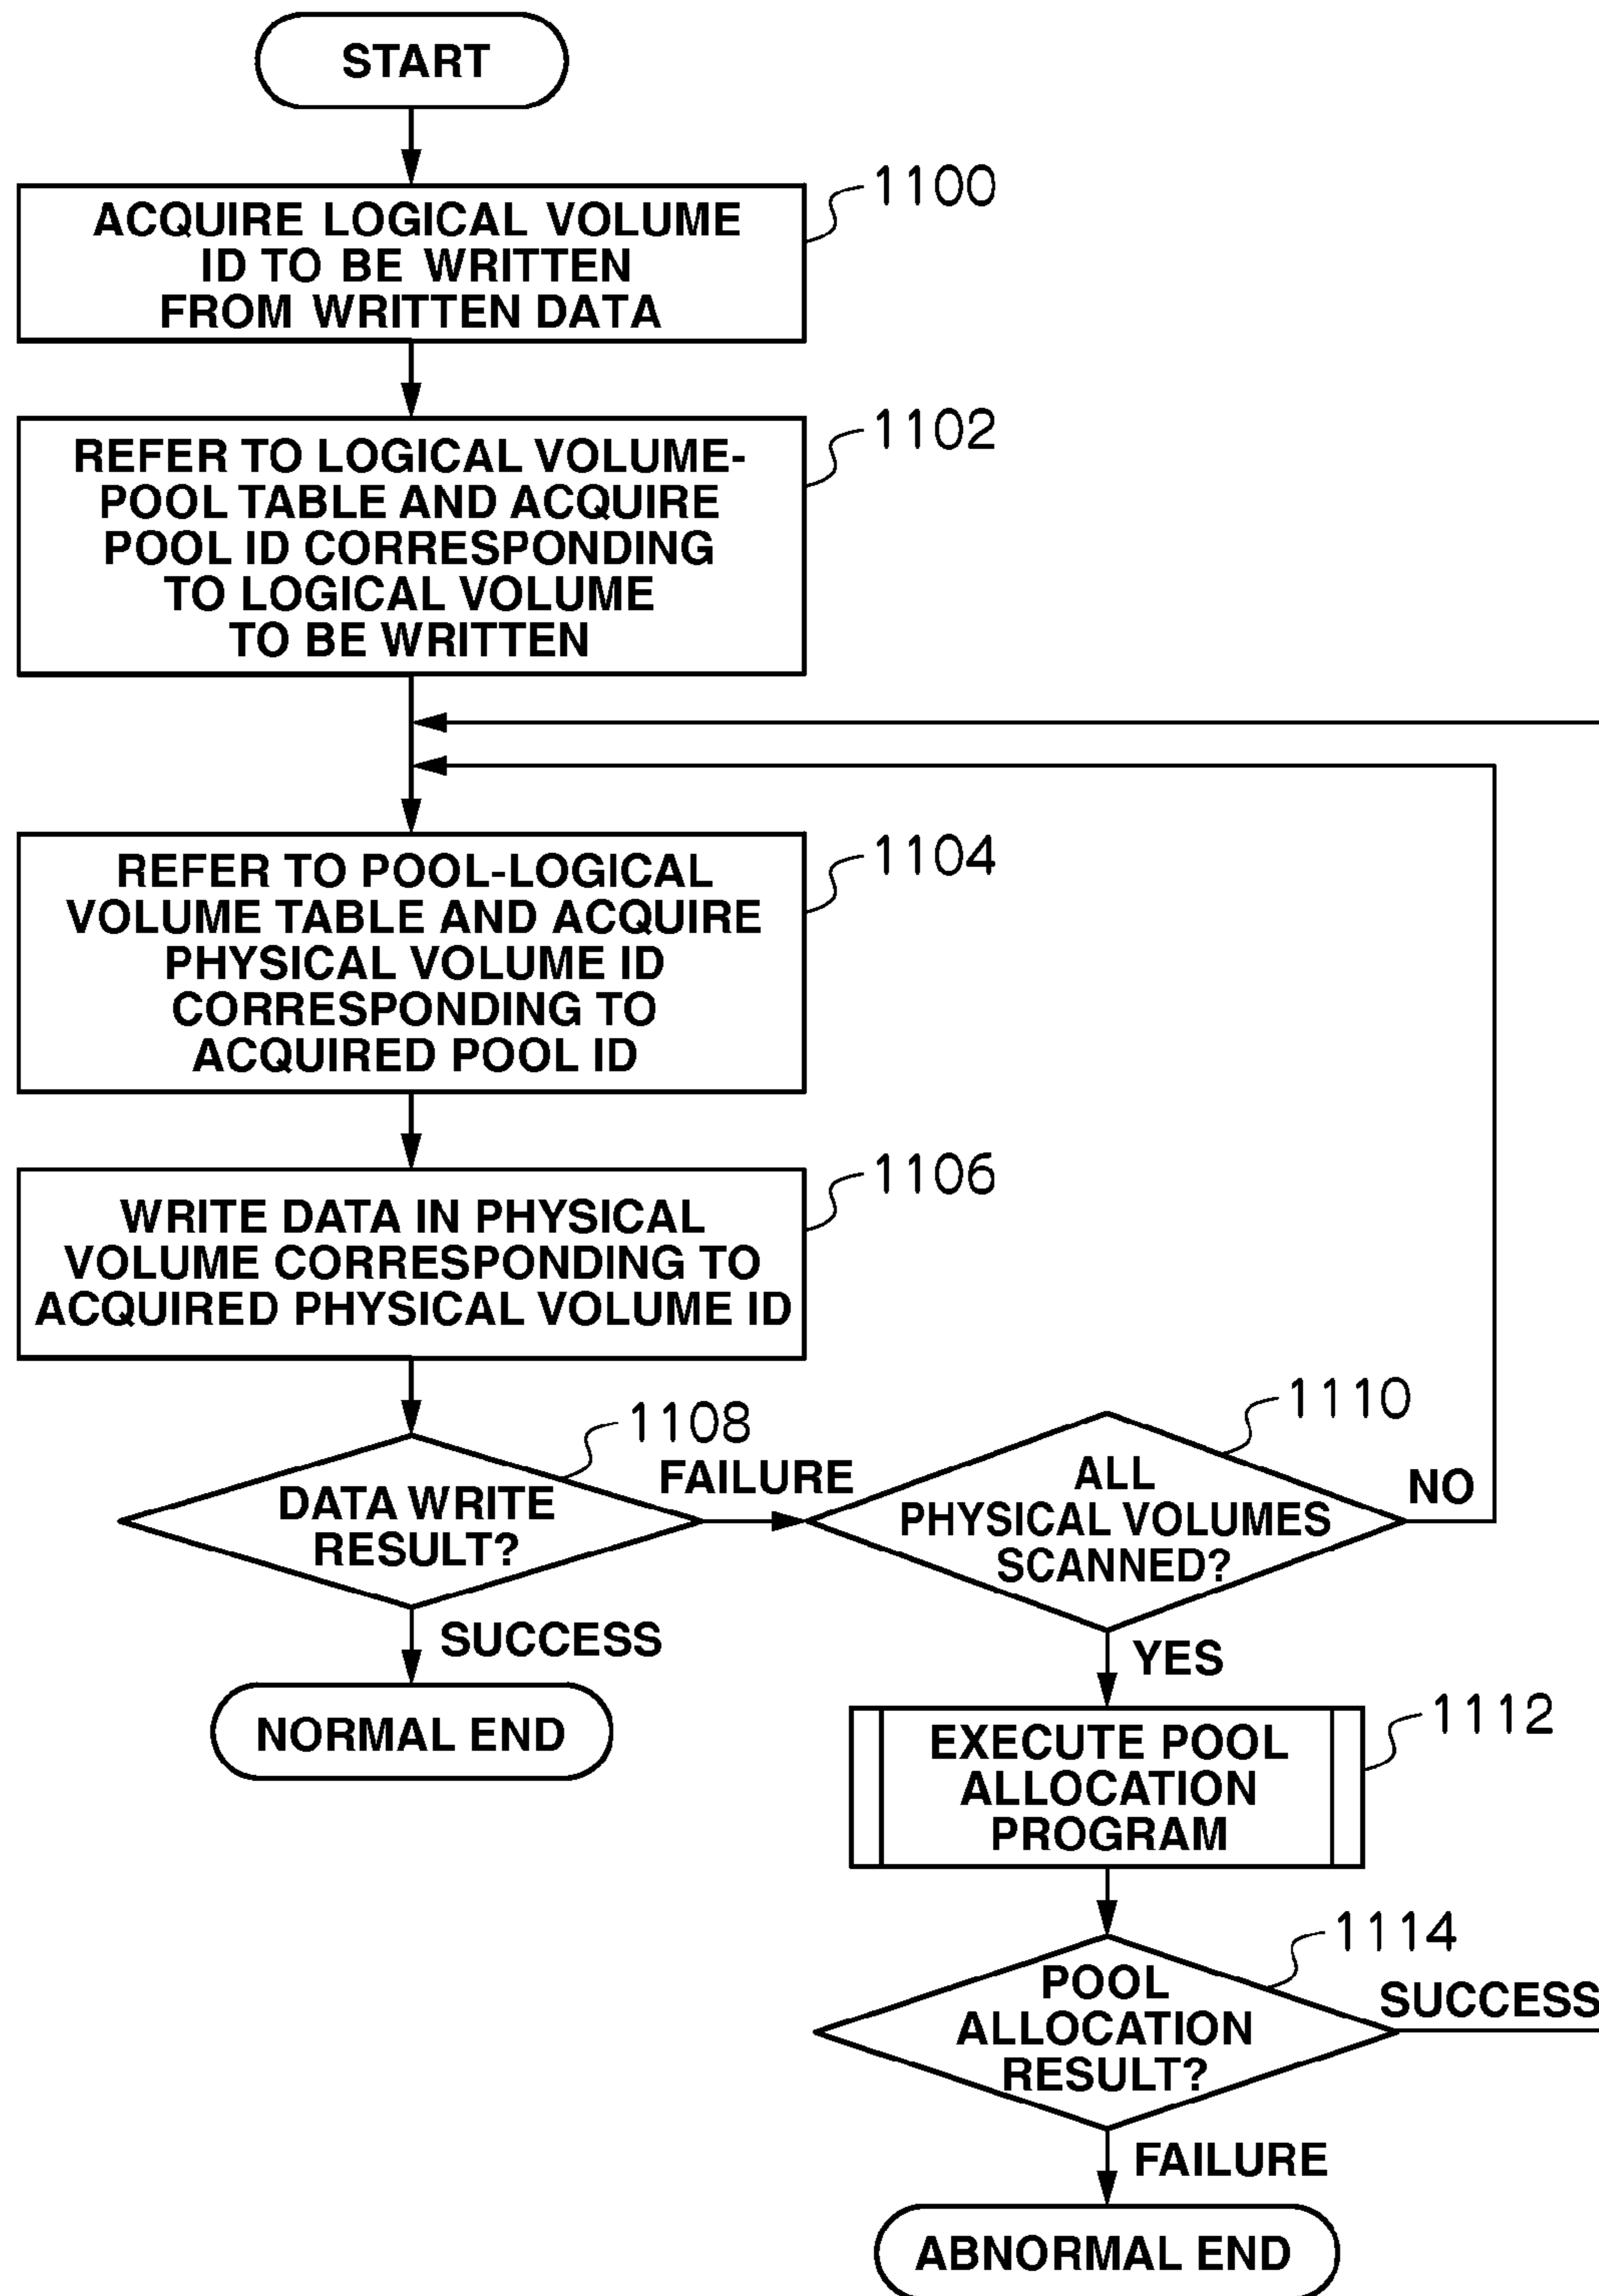 START
1100
ACQUIRE LOGICAL VOLUME
ID TO BE WRITTEN
FROM WRITTEN DATA
1102
REFER TO LOGICAL VOLUME-
POOL TABLE AND ACQUIRE
POOL ID CORRESPONDING
TO LOGICAL VOLUME
TO BE WRITTEN
1104
REFER TO POOL-LOGICAL
VOLUME TABLE AND ACQUIRE
PHYSICAL VOLUME ID
CORRESPONDING TO
ACQUIRED POOL ID
1106
WRITE DATA IN PHYSICAL
VOLUME CORRESPONDING TO
ACQUIRED PHYSICAL VOLUME ID
1108
DATA WRITE
RESULT?
FAILURE
SUCCESS
NORMAL END
1110
ALL
PHYSICAL VOLUMES
SCANNED?
NO
YES
1112
EXECUTE POOL
ALLOCATION
PROGRAM
1114
POOL
ALLOCATION
RESULT?
SUCCESS
FAILURE
ABNORMAL END